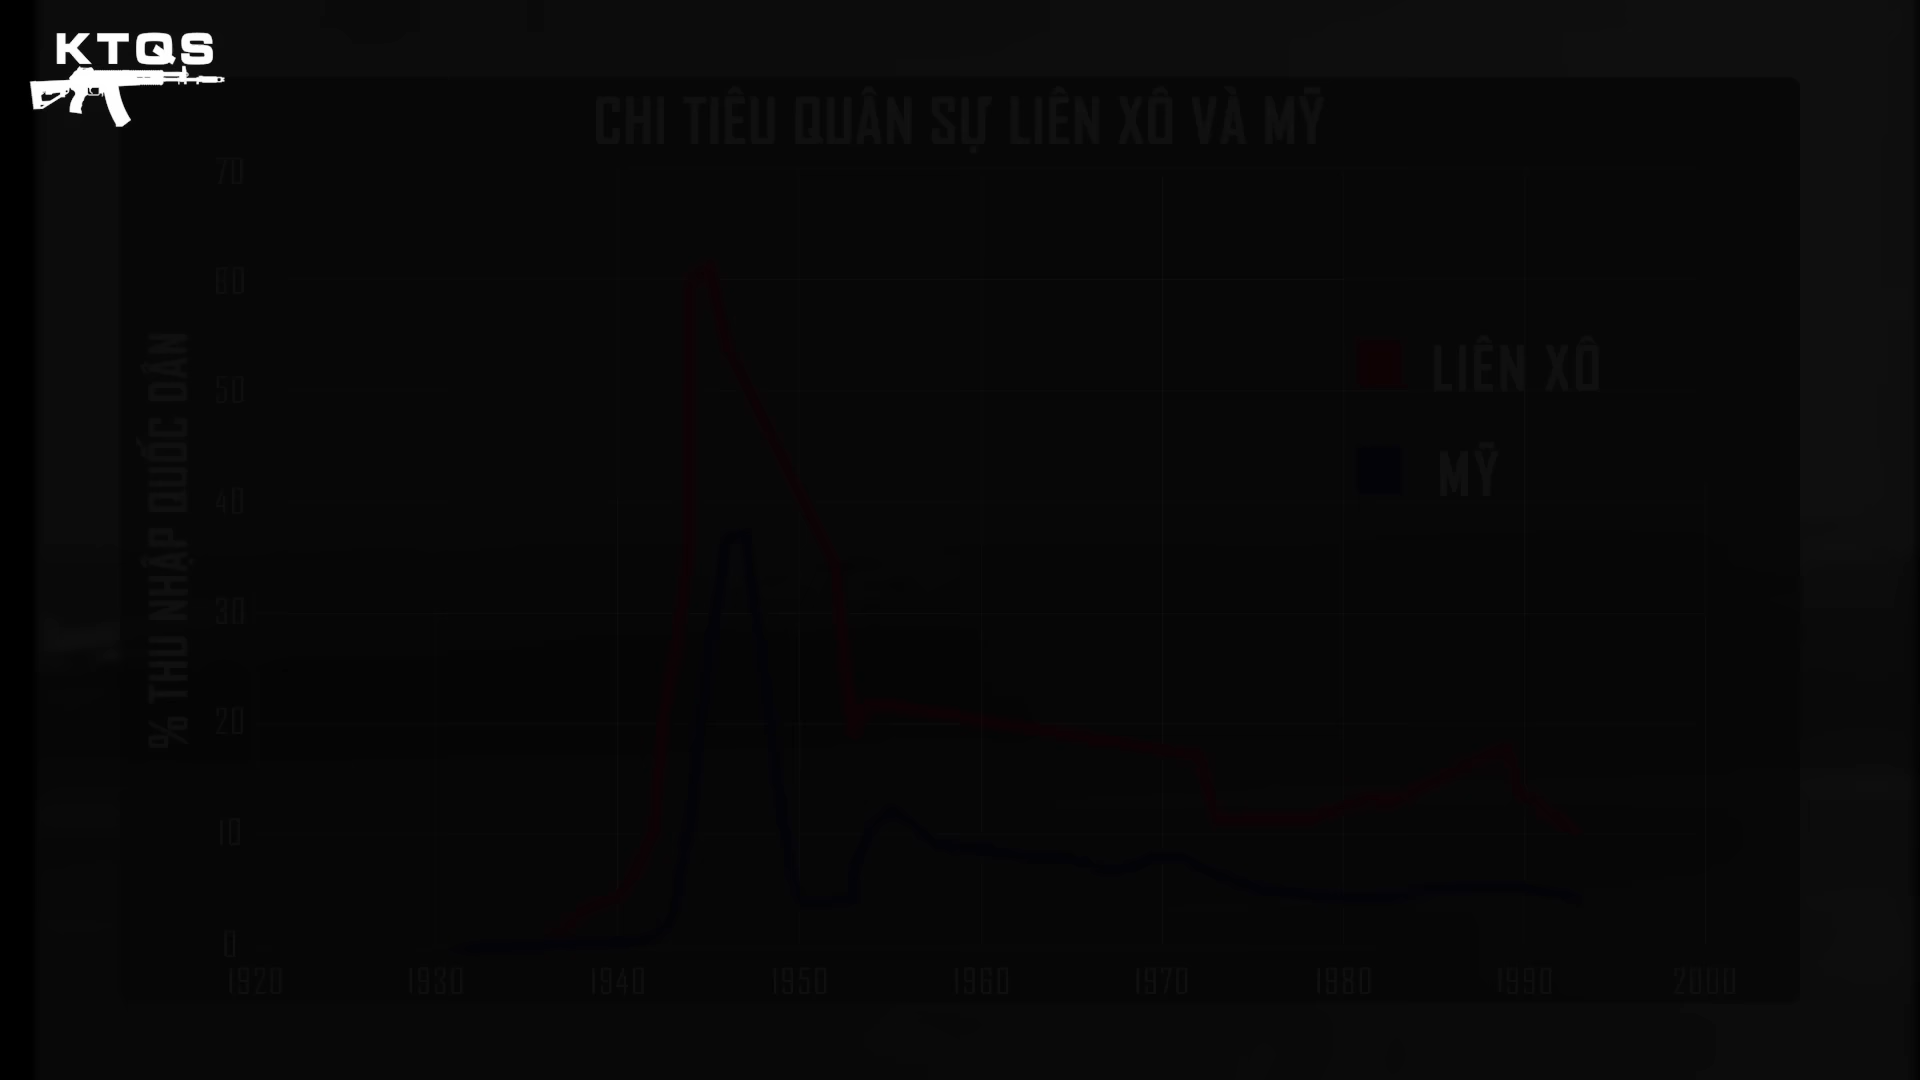 KTQS
CHI TIÊU QUÂN SỰ LIÊN XÔ VÀ MỸ
% THU NHẬP QUỐC DÂN
70
60
50
40
30
20
10
0
LIÊN XÔ
MỸ
1920 1930 1940 1950 1960 1970 1980 1990 2000